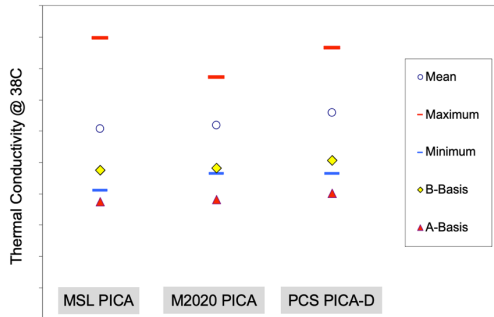 Thermal Conductivity @ 38C
Mean
Maximum
Minimum
B-Basis
A-Basis
MSL PICA
M2020 PICA
PCS PICA-D